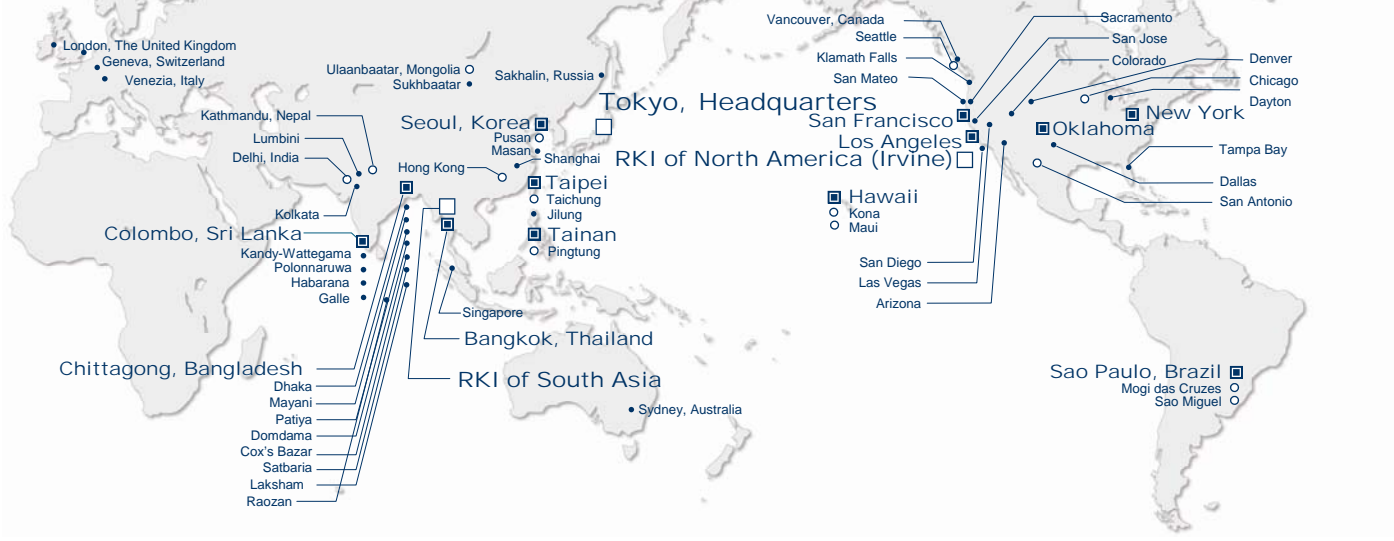 London, The United Kingdom
Geneva, Switzerland
Venezia, Italy
Ulaanbaatar, Mongolia
Sukhbaatar
Sakhalin, Russia
Kathmandu, Nepal
Lumbini
Delhi, India
Kolkata
Colombo, Sri Lanka
Kandy-Wattegama
Polonnaruwa
Habarana
Galle
Seoul, Korea
Pusan
Masan
Shanghai
Hong Kong
Taipei
Taichung
Jilung
Tainan
Pingtung
Singapore
Bangkok, Thailand
RKI of South Asia
Chittagong, Bangladesh
Dhaka
Mayani
Patiya
Domdama
Cox's Bazar
Satbaria
Laksham
Raozan
Sydney, Australia
Tokyo, Headquarters
Vancouver, Canada
Seattle
Klamath Falls
San Mateo
San Francisco
Los Angeles
RKI of North America (Irvine)
Hawaii
Kona
Maui
San Diego
Las Vegas
Arizona
Sacramento
San Jose
Colorado
Denver
Chicago
Dayton
New York
Oklahoma
Tampa Bay
Dallas
San Antonio
Sao Paulo, Brazil
Mogi das Cruzes
Sao Miguel